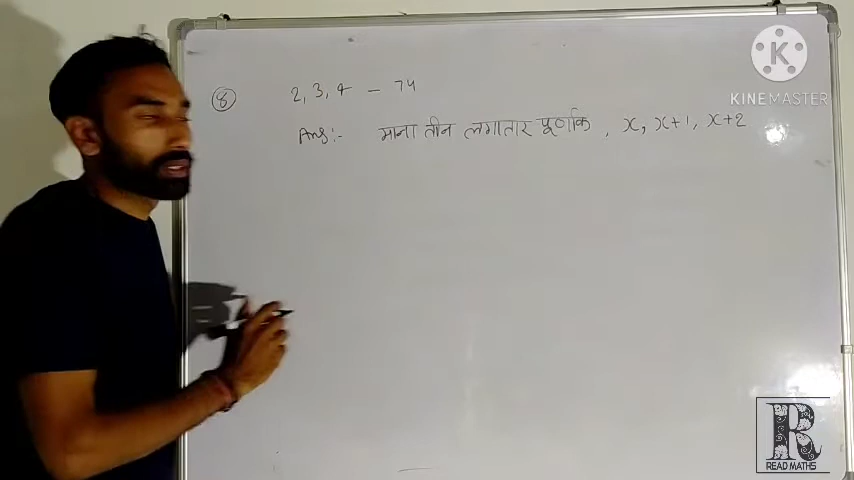 ⑧ 2, 3, 4 – 74
Ans:- माना तीन लगातार पूर्णांक , x, x+1, x+2
KINEMASTER
R
READ MATHS